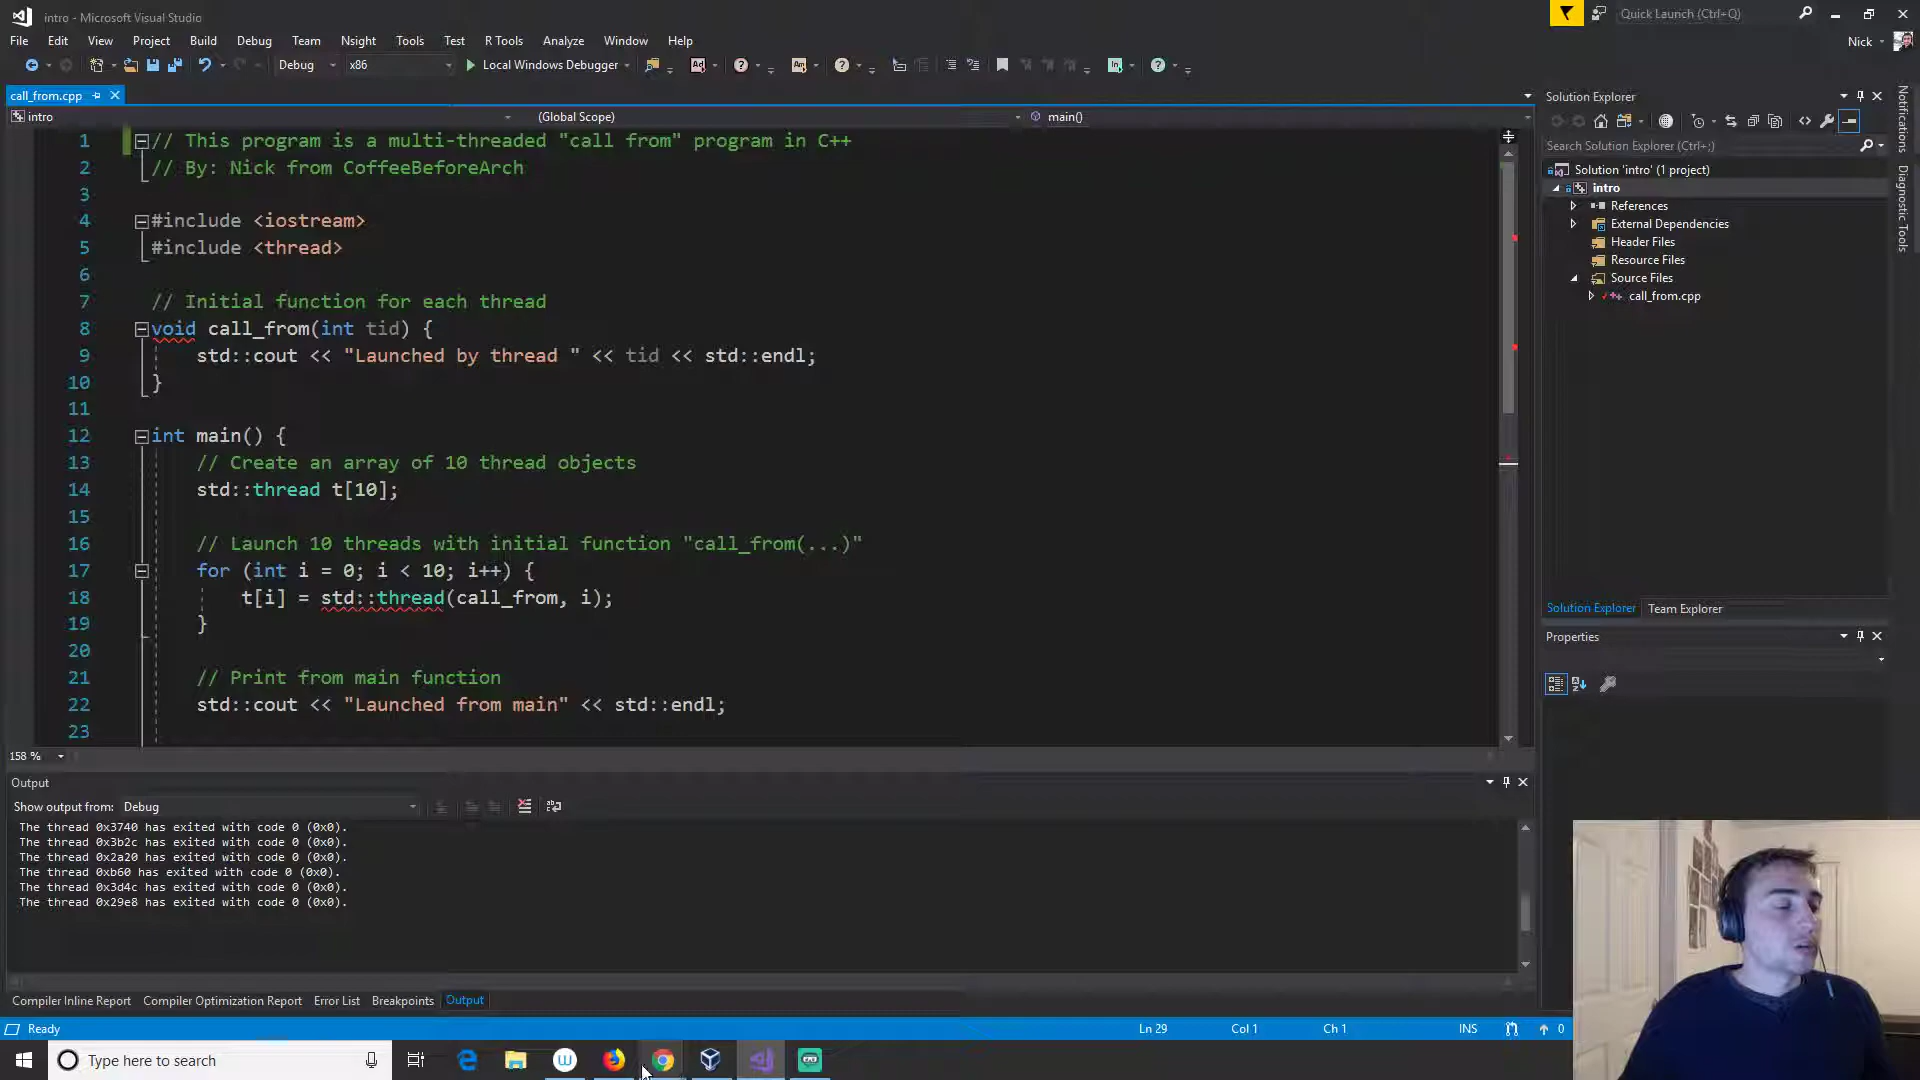 intro - Microsoft Visual Studio
Quick Launch (Ctrl+Q)
File Edit View Project Build Debug Team Nsight Tools R Tools Test Analyze Window Help
Nick
Debug x86 Local Windows Debugger
call_from.cpp
intro (Global Scope) main()
1 // This program is a multi-threaded "call from" program in C++
2 // By: Nick from CoffeeBeforeArch
3
4 #include <iostream>
5 #include <thread>
6
7 // Initial function for each thread
8 void call_from(int tid) {
9 std::cout << "Launched by thread " << tid << std::endl;
10 }
11
12 int main() {
13 // Create an array of 10 thread objects
14 std::thread t[10];
15
16 // Launch 10 threads with initial function "call_from(...)"
17 for (int i = 0; i < 10; i++) {
18 t[i] = std::thread(call_from, i);
19 }
20
21 // Print from main function
22 std::cout << "Launched from main" << std::endl;
23
158 %
Output
Show output from: Debug
The thread 0x3740 has exited with code 0 (0x0).
The thread 0x3b2c has exited with code 0 (0x0).
The thread 0x2a20 has exited with code 0 (0x0).
The thread 0xb60 has exited with code 0 (0x0).
The thread 0x3d4c has exited with code 0 (0x0).
The thread 0x29e8 has exited with code 0 (0x0).
Compiler Inline Report Compiler Optimization Report Error List Breakpoints Output
Ready Ln 29 Col 1 Ch 1 INS 0
Type here to search
Solution Explorer
Search Solution Explorer (Ctrl+;)
Solution 'intro' (1 project)
intro
References
External Dependencies
Header Files
Resource Files
Source Files
call_from.cpp
Solution Explorer Team Explorer
Properties
Notifications
Diagnostic Tools